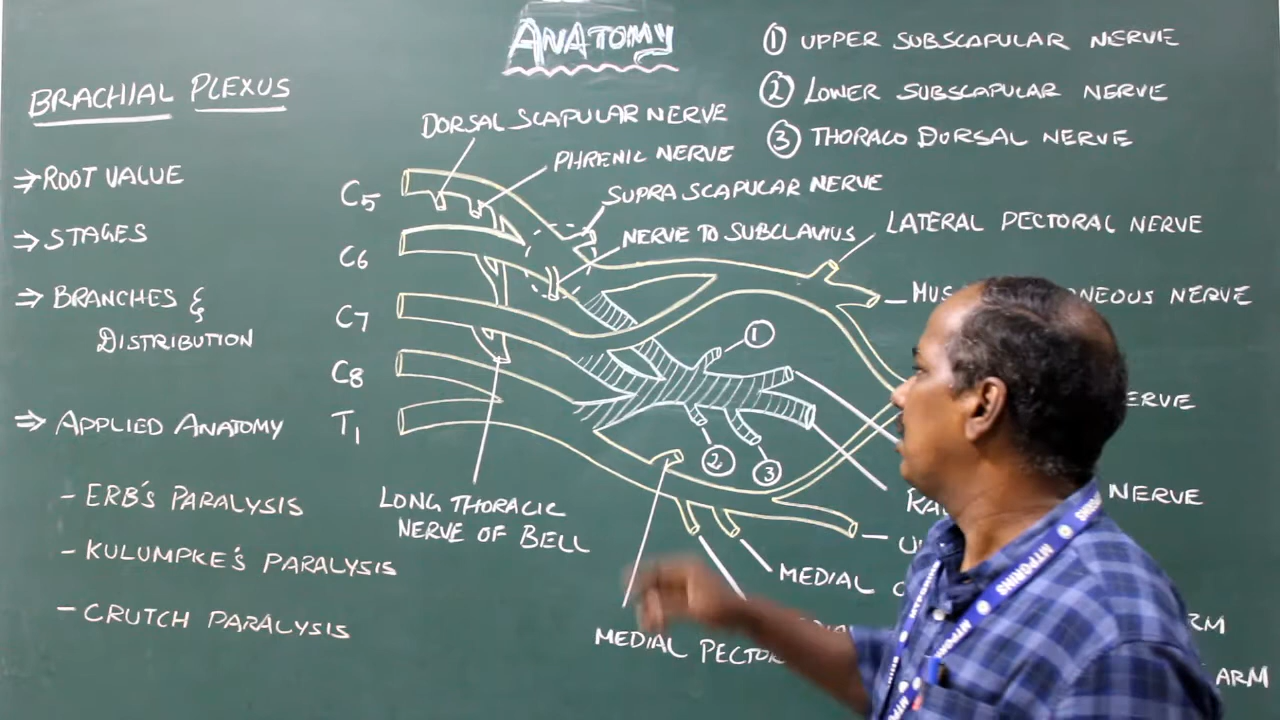 ANATOMY
BRACHIAL PLEXUS
⇒ ROOT VALUE
⇒ STAGES
⇒ BRANCHES &
DISTRIBUTION
⇒ APPLIED ANATOMY
- ERB'S PARALYSIS
- KULUMPKE'S PARALYSIS
- CRUTCH PARALYSIS
① UPPER SUBSCAPULAR NERVE
② LOWER SUBSCAPULAR NERVE
③ THORACO DORSAL NERVE
DORSAL SCAPULAR NERVE
PHRENIC NERVE
SUPRA SCAPULAR NERVE
NERVE TO SUBCLAVIUS
LATERAL PECTORAL NERVE
NERVE
C5
C6
C7
C8
T1
①
②
③
LONG THORACIC
NERVE OF BELL
NERVE
MEDIAL
MEDIAL
ARM
MTPGRIHS
MTPGRIHS